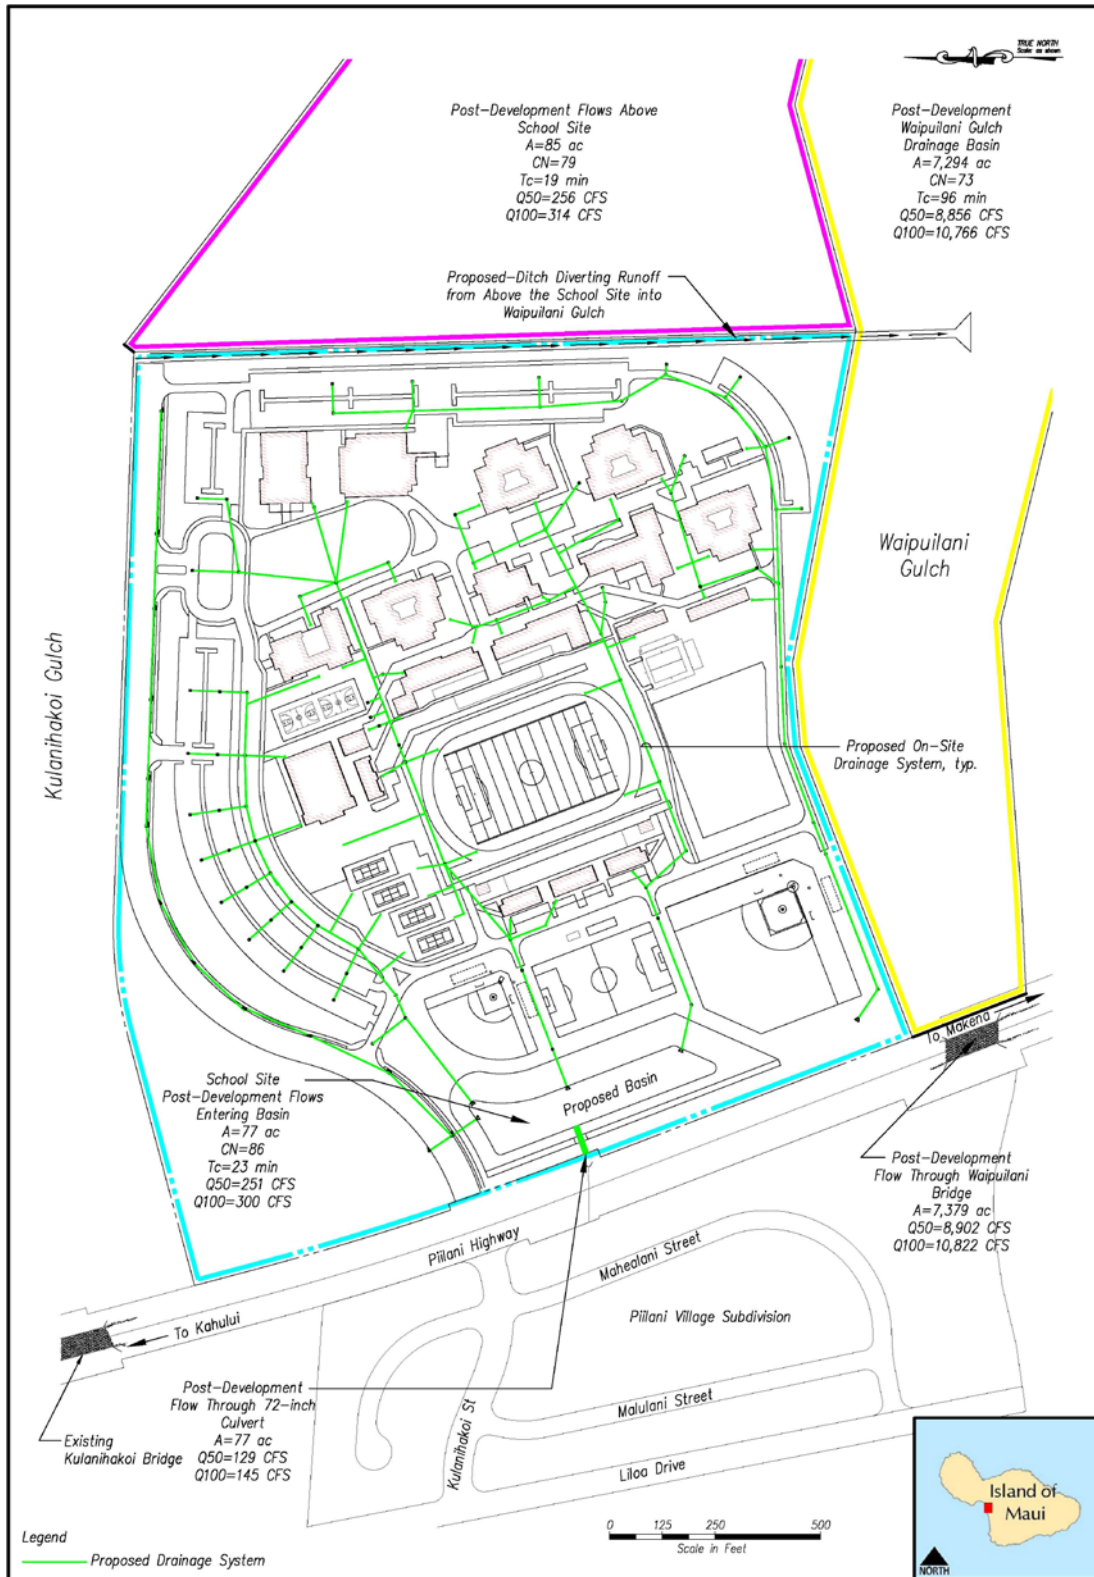 TRUE NORTH
Scale: as shown
Post-Development Flows Above
School Site
A=85 ac
CN=79
Tc=19 min
Q50=256 CFS
Q100=314 CFS
Post-Development
Waipuilani Gulch
Drainage Basin
A=7,294 ac
CN=73
Tc=96 min
Q50=8,856 CFS
Q100=10,766 CFS
Proposed-Ditch Diverting Runoff
from Above the School Site into
Waipuilani Gulch
Waipuilani
Gulch
Kulanihakoi Gulch
Proposed On-Site
Drainage System, typ.
To Makena
School Site
Post-Development Flows
Entering Basin
A=77 ac
CN=86
Tc=23 min
Q50=251 CFS
Q100=300 CFS
Proposed Basin
Post-Development
Flow Through Waipuilani
Bridge
A=7,379 ac
Q50=8,902 CFS
Q100=10,822 CFS
Piilani Highway
Mahealani Street
Piilani Village Subdivision
To Kahului
Post-Development
Flow Through 72-inch
Culvert
A=77 ac
Q50=129 CFS
Q100=145 CFS
Existing
Kulanihakoi Bridge
Kulanihakoi St
Malulani Street
Liloa Drive
Island of
Maui
NORTH
0 125 250 500
Scale in Feet
Legend
Proposed Drainage System